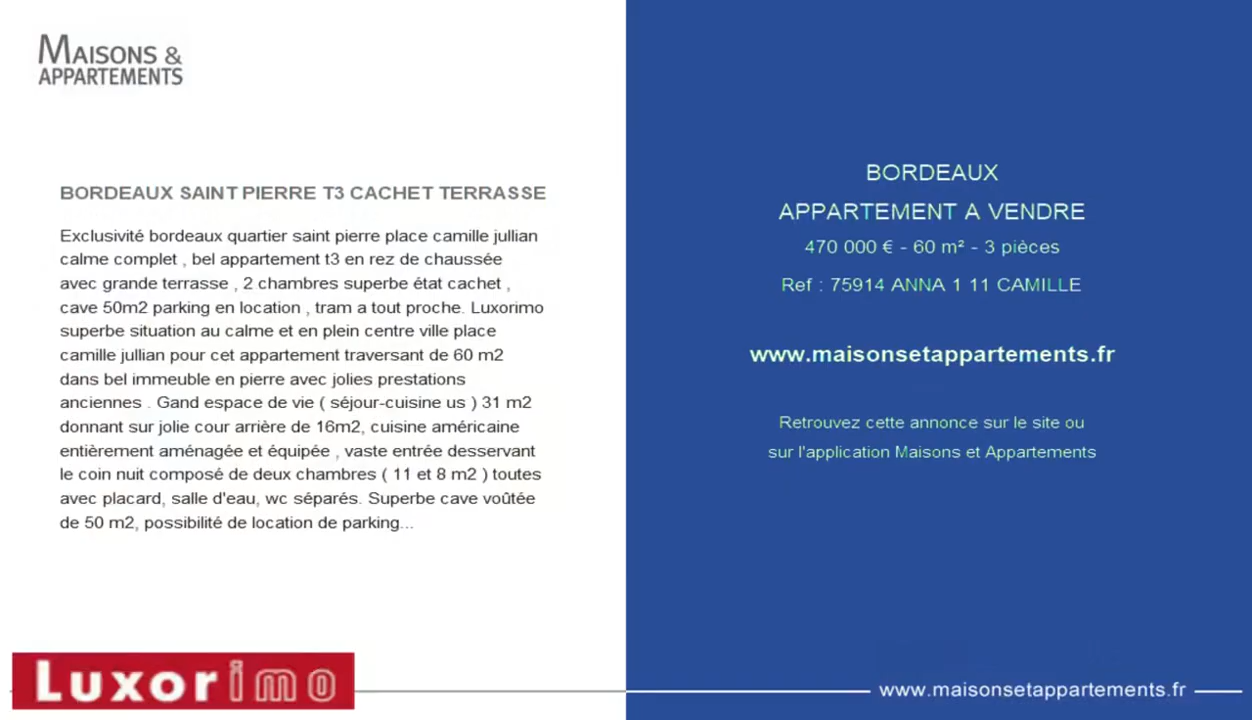 MAISONS &
APPARTEMENTS
BORDEAUX SAINT PIERRE T3 CACHET TERRASSE
Exclusivité bordeaux quartier saint pierre place camille jullian
calme complet , bel appartement t3 en rez de chaussée
avec grande terrasse , 2 chambres superbe état cachet ,
cave 50m2 parking en location , tram a tout proche. Luxorimo
superbe situation au calme et en plein centre ville place
camille jullian pour cet appartement traversant de 60 m2
dans bel immeuble en pierre avec jolies prestations
anciennes . Gand espace de vie ( séjour-cuisine us ) 31 m2
donnant sur jolie cour arrière de 16m2, cuisine américaine
entièrement aménagée et équipée , vaste entrée desservant
le coin nuit composé de deux chambres ( 11 et 8 m2 ) toutes
avec placard, salle d'eau, wc séparés. Superbe cave voûtée
de 50 m2, possibilité de location de parking...
Luxorimo
BORDEAUX
APPARTEMENT A VENDRE
470 000 € - 60 m² - 3 pièces
Ref : 75914 ANNA 1 11 CAMILLE
www.maisonsetappartements.fr
Retrouvez cette annonce sur le site ou
sur l'application Maisons et Appartements
www.maisonsetappartements.fr